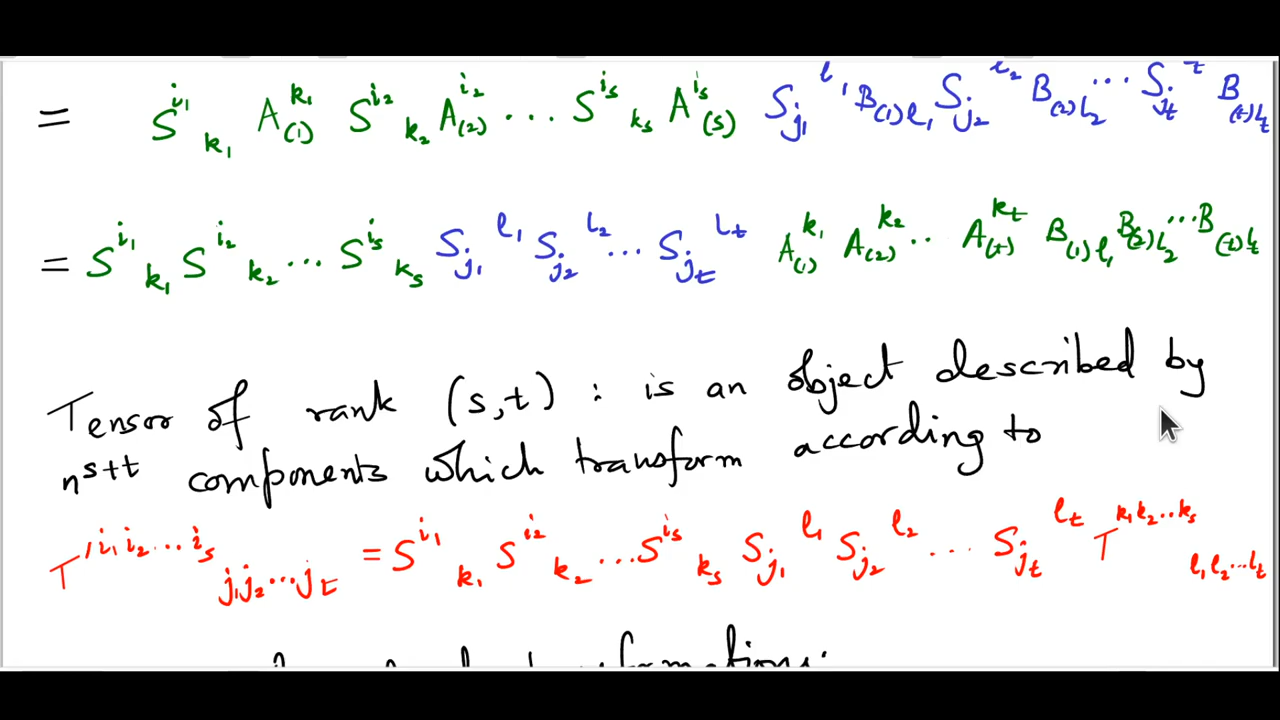 = S^{i_1}_{k_1} A^{k_1}_{(1)} S^{i_2}_{k_2} A^{i_2}_{(2)} ... S^{i_s}_{k_s} A^{i_s}_{(s)} S_{j_1}^{l_1} B_{(1)l_1} S_{j_2}^{l_2} B_{(2)l_2} ... S_{j_t}^{t} B_{(t)l_t}
= S^{i_1}_{k_1} S^{i_2}_{k_2} ... S^{i_s}_{k_s} S_{j_1}^{l_1} S_{j_2}^{l_2} ... S_{j_t}^{l_t} A^{k_1}_{(1)} A^{k_2}_{(2)} .. A^{k_t}_{(t)} B_{(1)l_1} B_{(2)l_2} ... B_{(t)l_t}
Tensor of rank (s,t) : is an object described by
n^{s+t} components which transform according to
T'^{i_1 i_2 ... i_s}_{j_1 j_2 ... j_t} = S^{i_1}_{k_1} S^{i_2}_{k_2} ... S^{i_s}_{k_s} S_{j_1}^{l_1} S_{j_2}^{l_2} ... S_{j_t}^{l_t} T^{k_1 k_2 .. k_s}_{l_1 l_2 ... l_t}